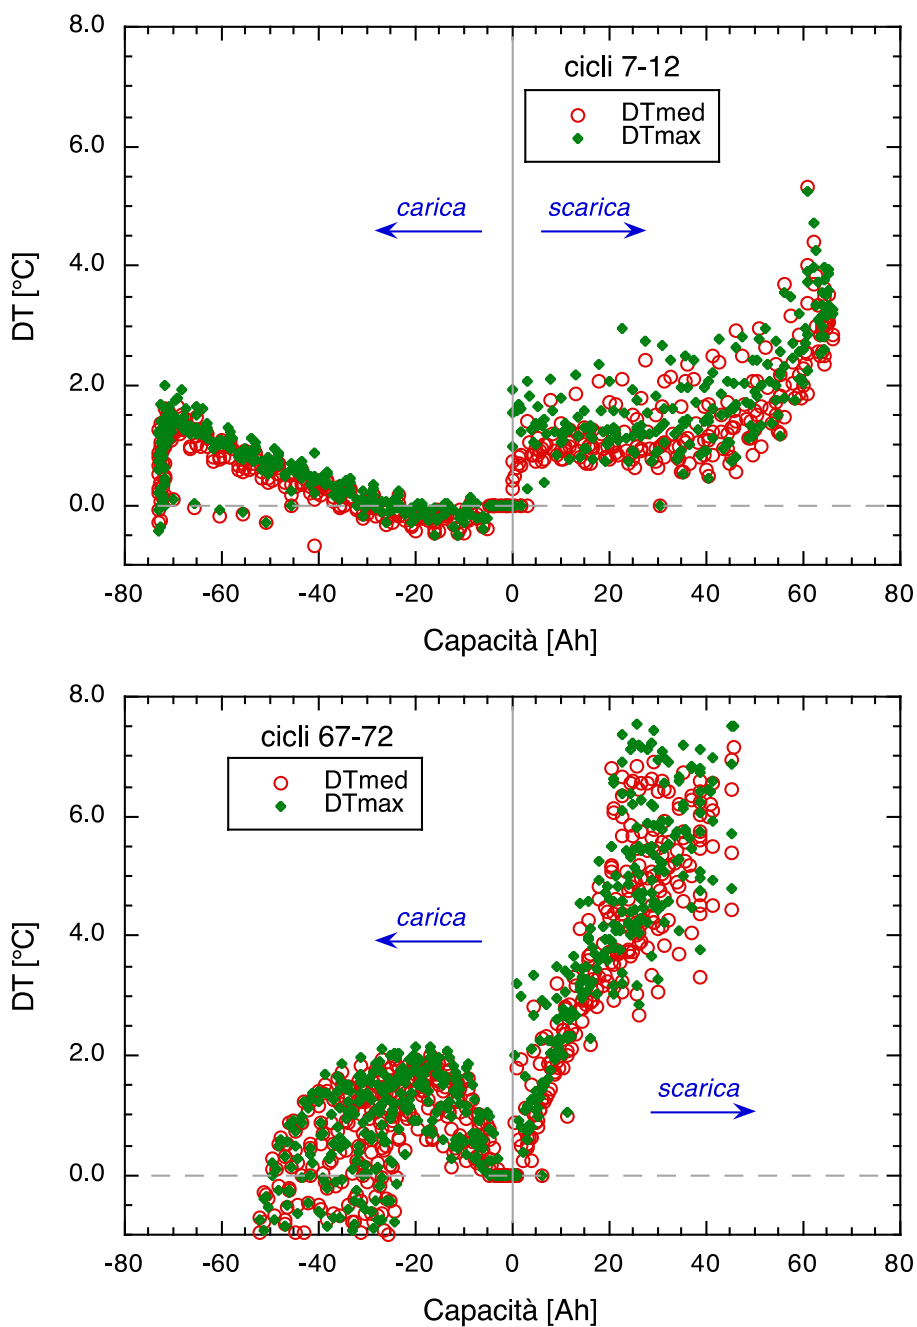 8.0
cicli 7-12
DTmed
DTmax
6.0
carica
scarica
DT [°C]
4.0
2.0
0.0
-80 -60 -40 -20 0 20 40 60 80
Capacità [Ah]
8.0
cicli 67-72
DTmed
DTmax
6.0
carica
DT [°C]
4.0
2.0
scarica
0.0
-80 -60 -40 -20 0 20 40 60 80
Capacità [Ah]